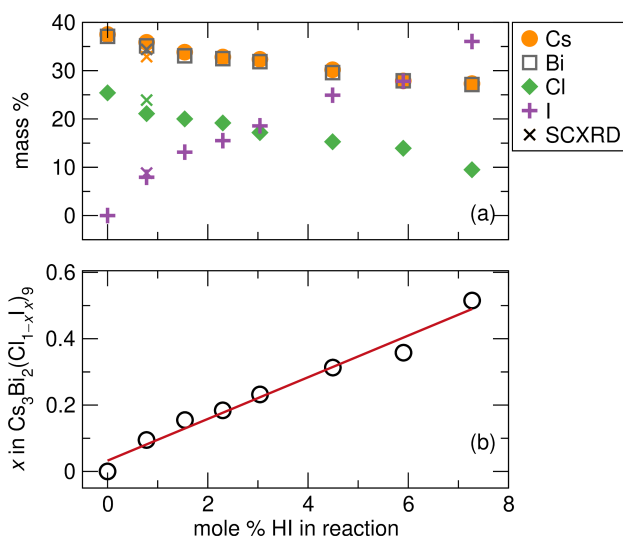 40
30
20
10
0
mass %
(a)
Cs
Bi
Cl
I
SCXRD
0.6
0.4
0.2
0
x in Cs₃Bi₂(Cl₁₋ₓIₓ)₉
(b)
0 2 4 6 8
mole % HI in reaction